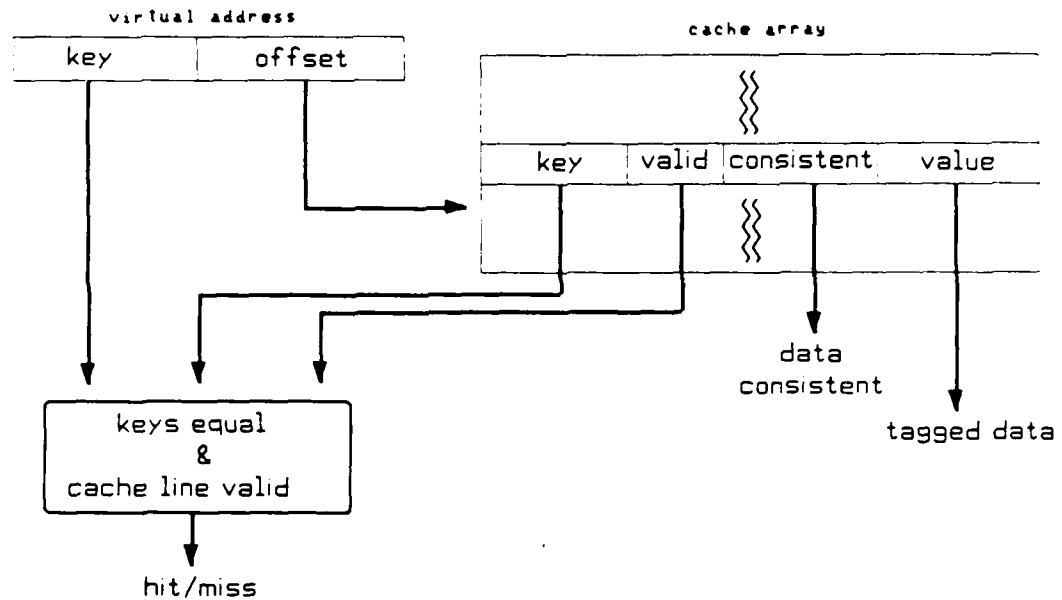 virtual address
key offset
cache array
key valid consistent value
data
consistent
tagged data
keys equal
&
cache line valid
hit/miss